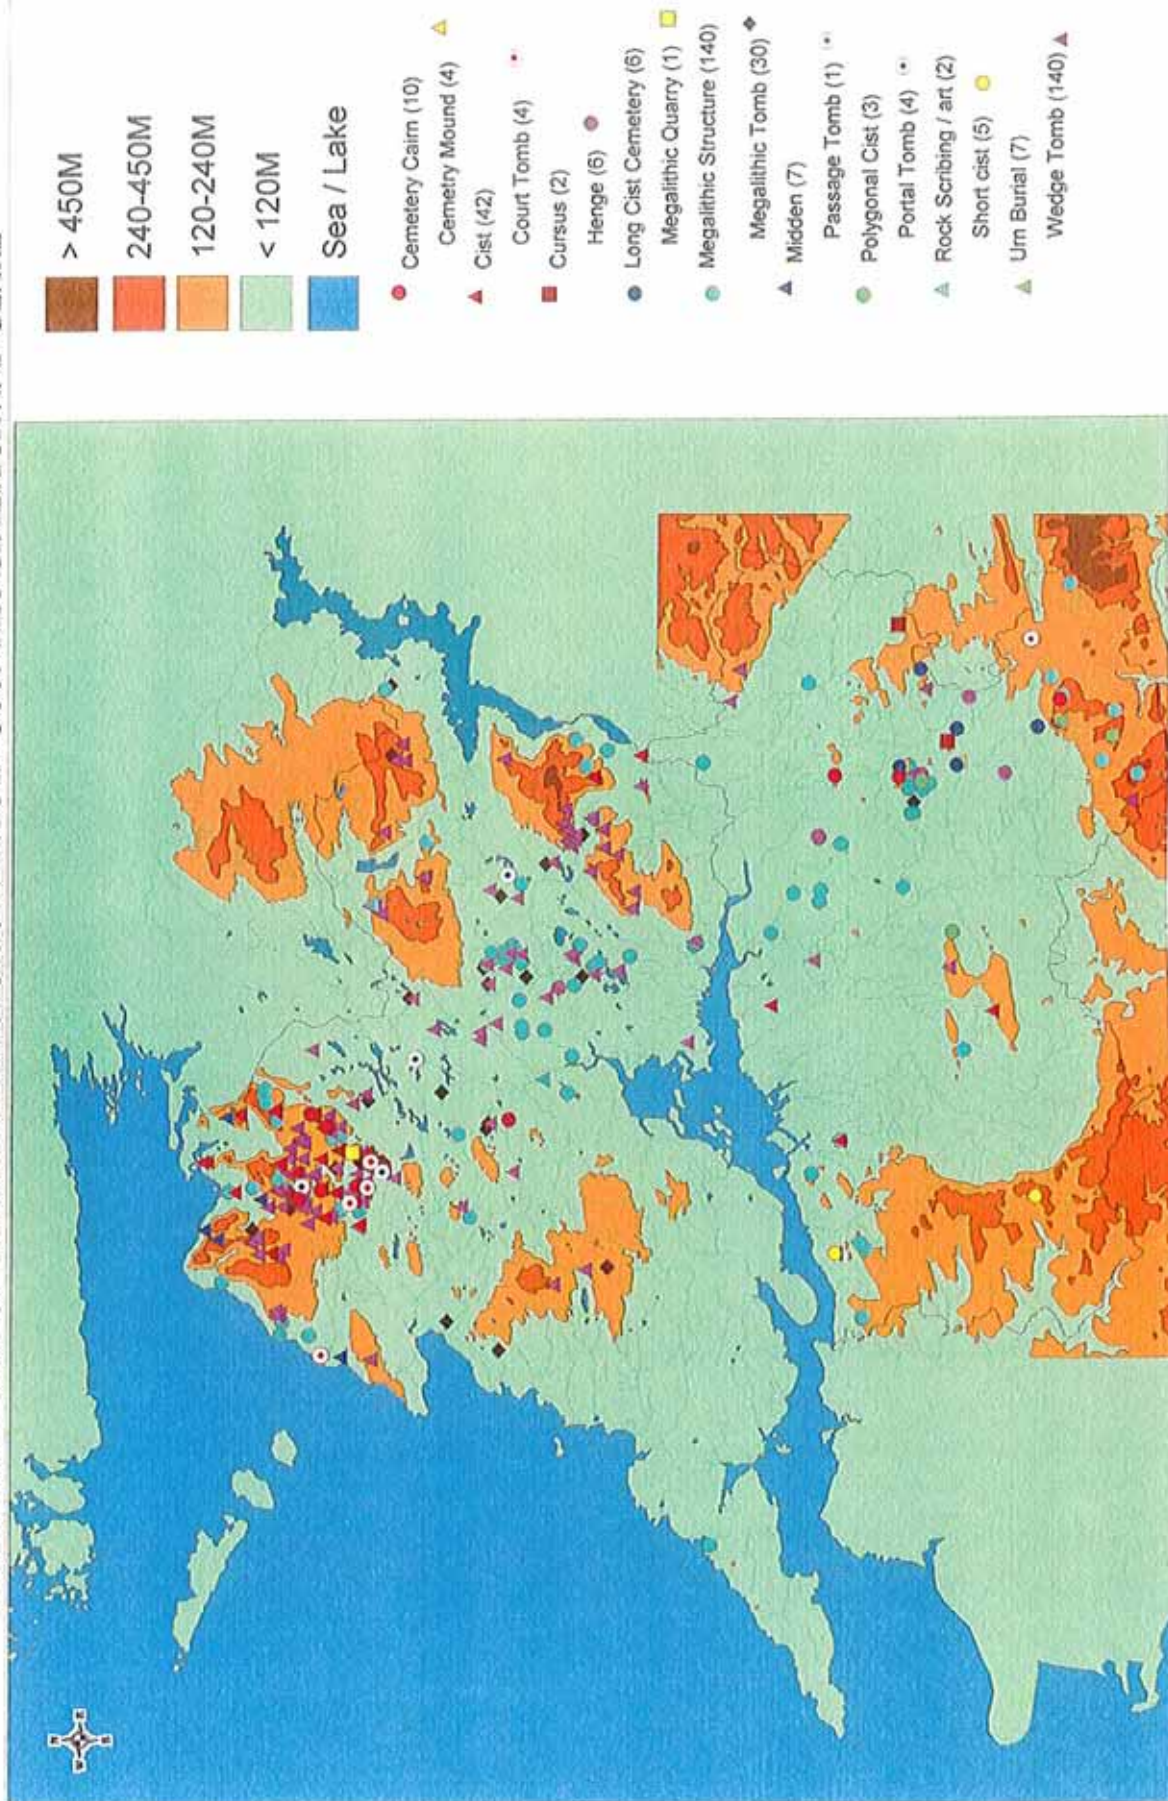 > 450M
240-450M
120-240M
< 120M
Sea / Lake
Cemetery Cairn (10)
Cemetry Mound (4)
Cist (42)
Court Tomb (4)
Cursus (2)
Henge (6)
Long Cist Cemetery (6)
Megalithic Quarry (1)
Megalithic Structure (140)
Megalithic Tomb (30)
Midden (7)
Passage Tomb (1)
Polygonal Cist (3)
Portal Tomb (4)
Rock Scribing / art (2)
Short cist (5)
Urn Burial (7)
Wedge Tomb (140)